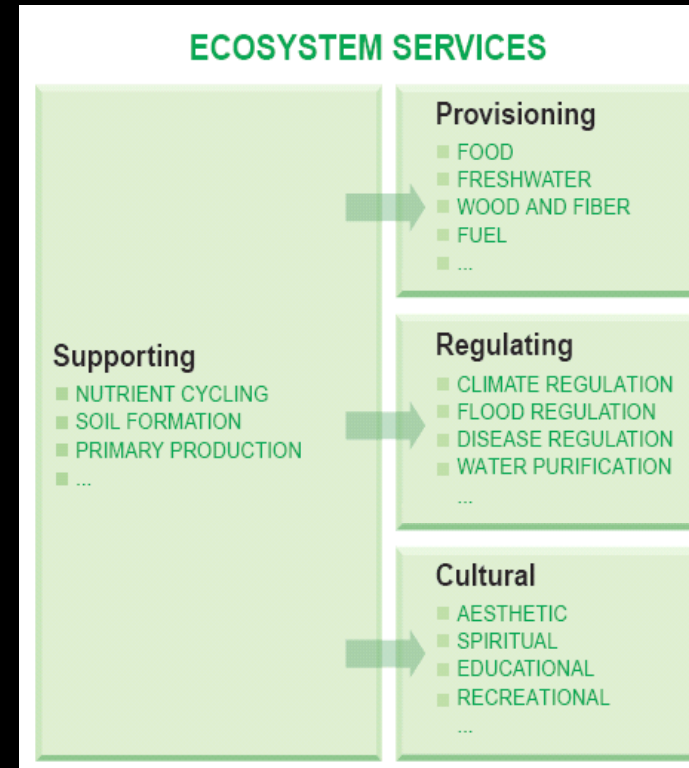 ECOSYSTEM SERVICES
Supporting
NUTRIENT CYCLING
SOIL FORMATION
PRIMARY PRODUCTION
...
Provisioning
FOOD
FRESHWATER
WOOD AND FIBER
FUEL
...
Regulating
CLIMATE REGULATION
FLOOD REGULATION
DISEASE REGULATION
WATER PURIFICATION
...
Cultural
AESTHETIC
SPIRITUAL
EDUCATIONAL
RECREATIONAL
...